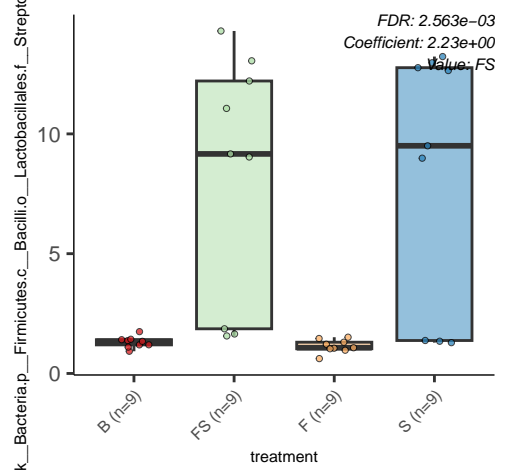 FDR: 2.563e−03
Coefficient: 2.23e+00
Value: FS
k__Bacteria.p__Firmicutes.c__Bacilli.o__Lactobacillales.f__Strepto
10
5
0
B (n=9)
FS (n=9)
F (n=9)
S (n=9)
treatment